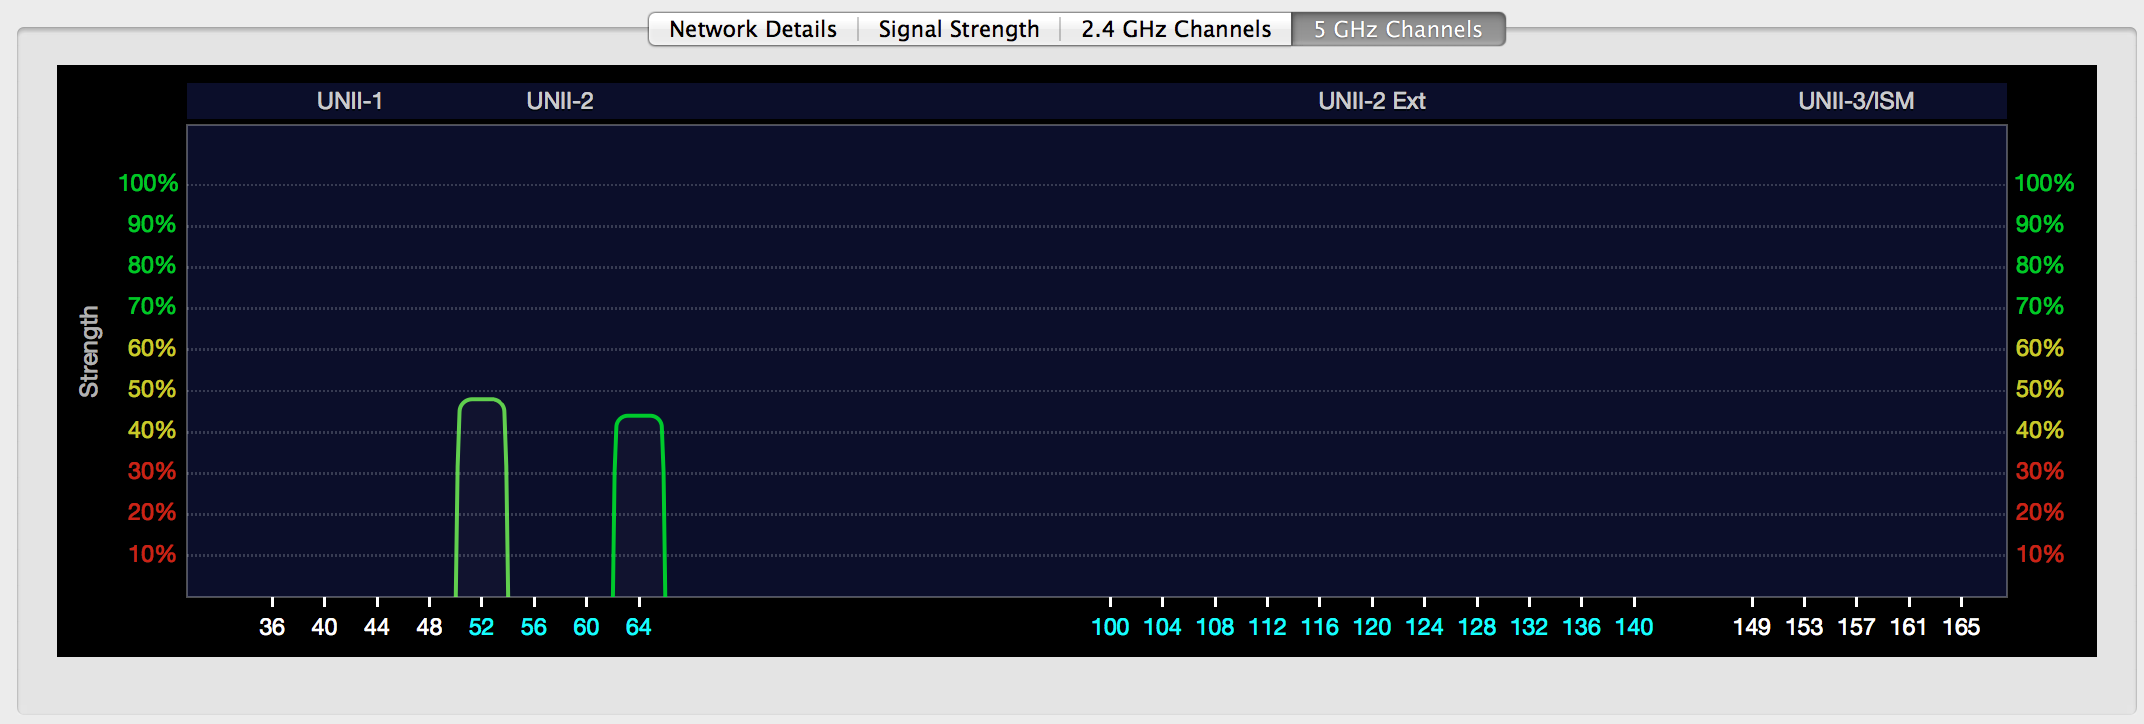 Network Details Signal Strength 2.4 GHz Channels 5 GHz Channels
UNII-1 UNII-2 UNII-2 Ext UNII-3/ISM
Strength
100% 100%
90% 90%
80% 80%
70% 70%
60% 60%
50% 50%
40% 40%
30% 30%
20% 20%
10% 10%
36 40 44 48 52 56 60 64 100 104 108 112 116 120 124 128 132 136 140 149 153 157 161 165